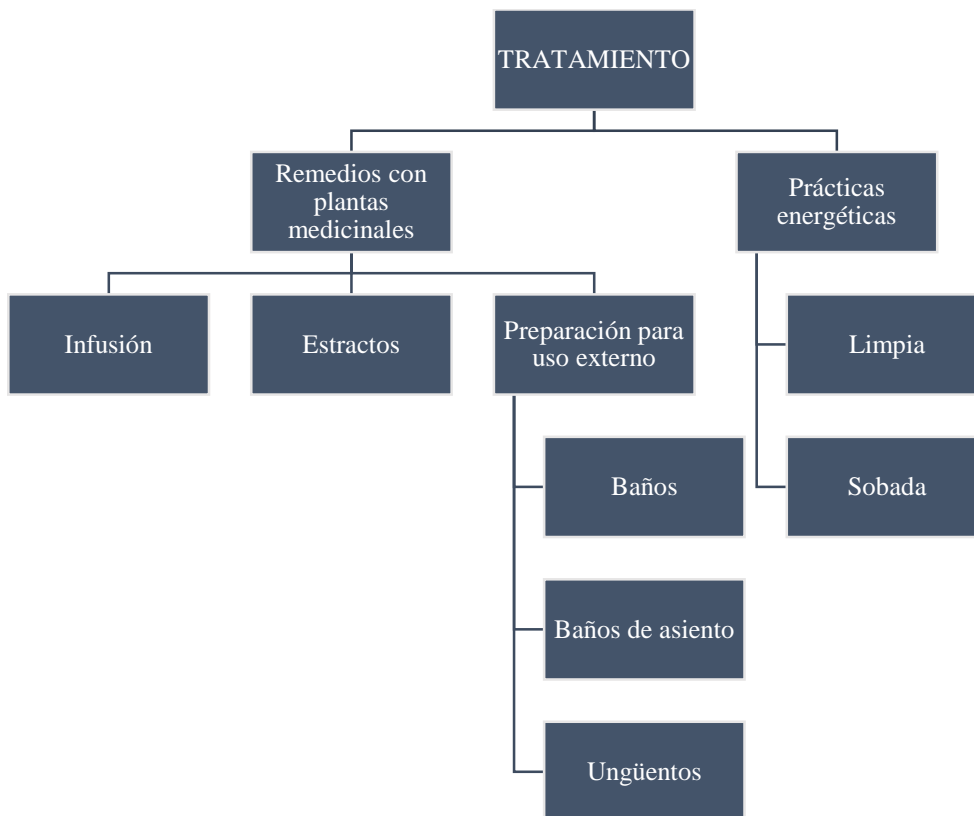 TRATAMIENTO
Remedios con
plantas
medicinales
Prácticas
energéticas
Infusión
Estractos
Preparación para
uso externo
Limpia
Baños
Sobada
Baños de asiento
Ungüentos